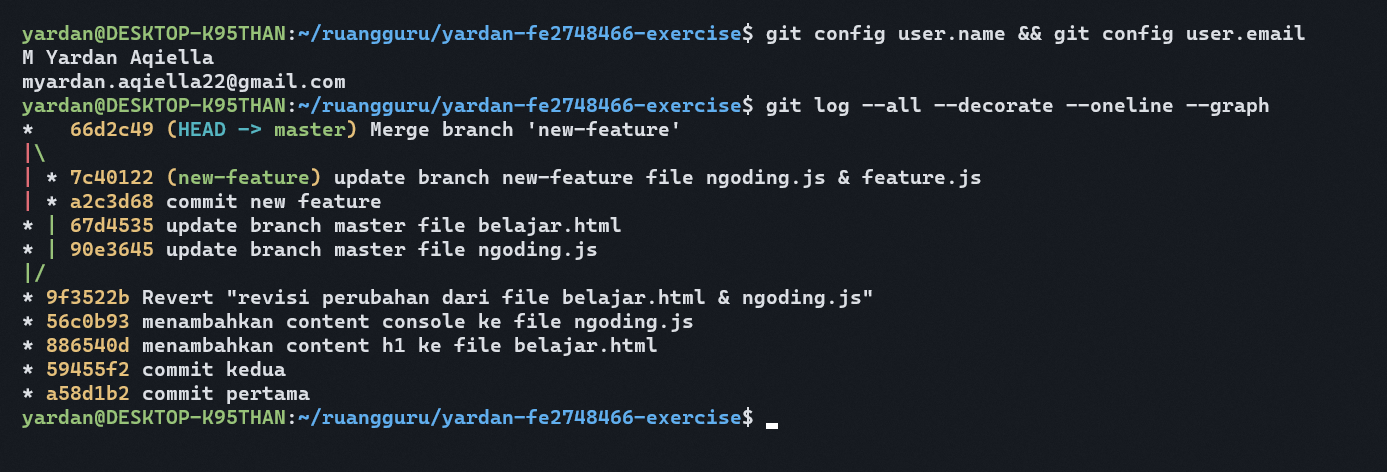 yardan@DESKTOP-K95THAN:~/ruangguru/yardan-fe2748466-exercise$ git config user.name && git config user.email
M Yardan Aqiella
myardan.aqiella22@gmail.com
yardan@DESKTOP-K95THAN:~/ruangguru/yardan-fe2748466-exercise$ git log --all --decorate --oneline --graph
*   66d2c49 (HEAD -> master) Merge branch 'new-feature'
|\
| * 7c40122 (new-feature) update branch new-feature file ngoding.js & feature.js
| * a2c3d68 commit new feature
* | 67d4535 update branch master file belajar.html
* | 90e3645 update branch master file ngoding.js
|/
* 9f3522b Revert "revisi perubahan dari file belajar.html & ngoding.js"
* 56c0b93 menambahkan content console ke file ngoding.js
* 886540d menambahkan content h1 ke file belajar.html
* 59455f2 commit kedua
* a58d1b2 commit pertama
yardan@DESKTOP-K95THAN:~/ruangguru/yardan-fe2748466-exercise$